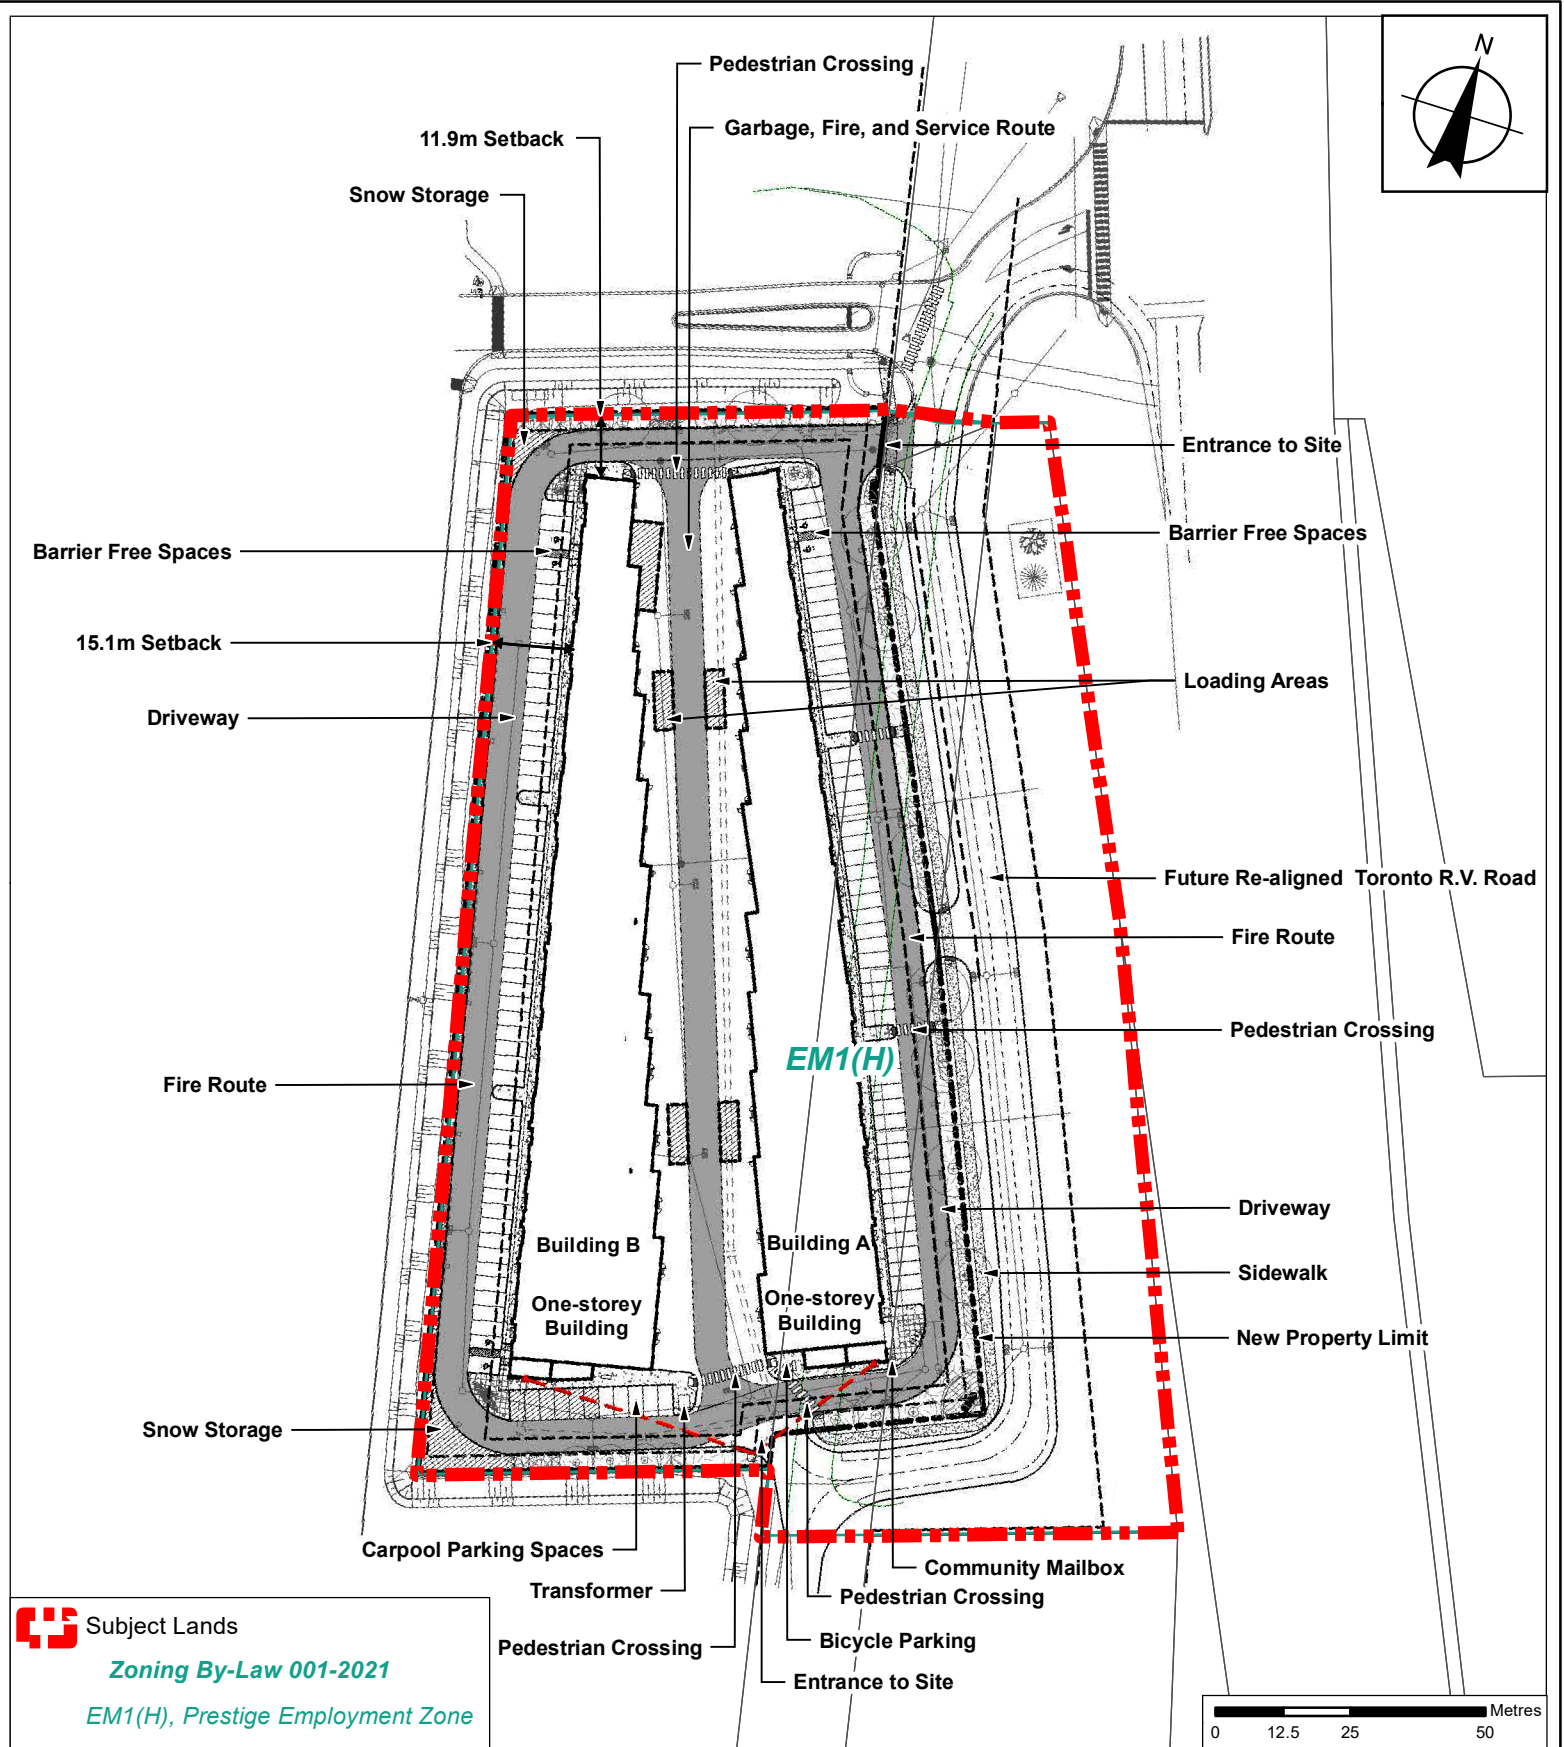 N
Pedestrian Crossing
Garbage, Fire, and Service Route
11.9m Setback
Snow Storage
Entrance to Site
Barrier Free Spaces
Barrier Free Spaces
15.1m Setback
Loading Areas
Driveway
Future Re-aligned Toronto R.V. Road
Fire Route
Pedestrian Crossing
EM1(H)
Fire Route
Driveway
Building B
Building A
Sidewalk
One-storey
Building
One-storey
Building
New Property Limit
Snow Storage
Carpool Parking Spaces
Community Mailbox
Transformer
Pedestrian Crossing
Pedestrian Crossing
Bicycle Parking
Entrance to Site
Subject Lands
Zoning By-Law 001-2021
EM1(H), Prestige Employment Zone
Metres
0 12.5 25 50